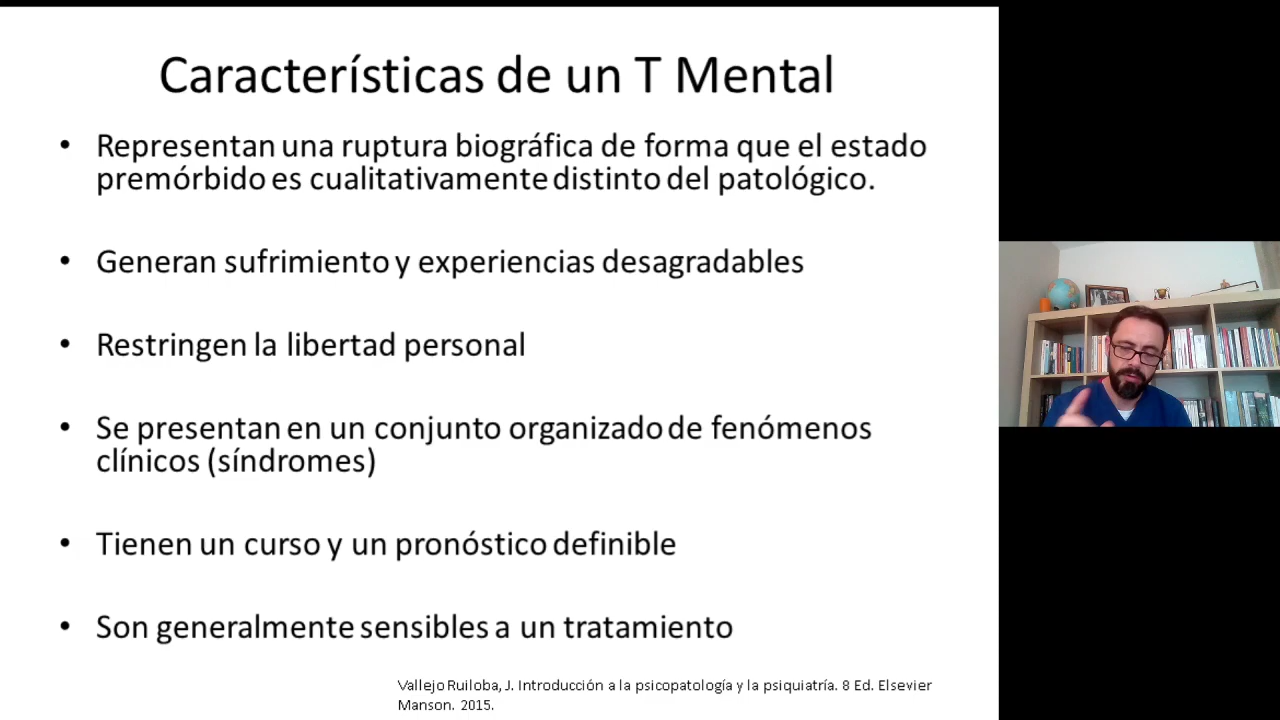 Características de un T Mental
• Representan una ruptura biográfica de forma que el estado
premórbido es cualitativamente distinto del patológico.
• Generan sufrimiento y experiencias desagradables
• Restringen la libertad personal
• Se presentan en un conjunto organizado de fenómenos
clínicos (síndromes)
• Tienen un curso y un pronóstico definible
• Son generalmente sensibles a un tratamiento
Vallejo Ruiloba, J. Introducción a la psicopatología y la psiquiatría. 8 Ed. Elsevier
Manson. 2015.